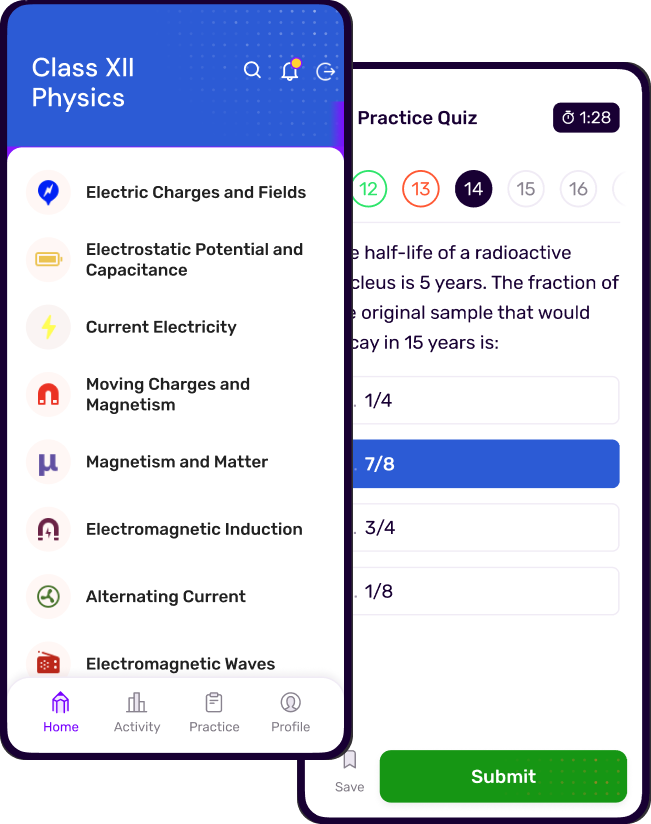 Class XII
Physics
Electric Charges and Fields
Electrostatic Potential and
Capacitance
Current Electricity
Moving Charges and
Magnetism
μ
Magnetism and Matter
Electromagnetic Induction
Alternating Current
Electromagnetic Waves
Home Activity Practice Profile
Practice Quiz 1:28
12 13 14 15 16
half-life of a radioactive
is 5 years. The fraction of
original sample that would
in 15 years is:
1/4
7/8
3/4
1/8
Save Submit